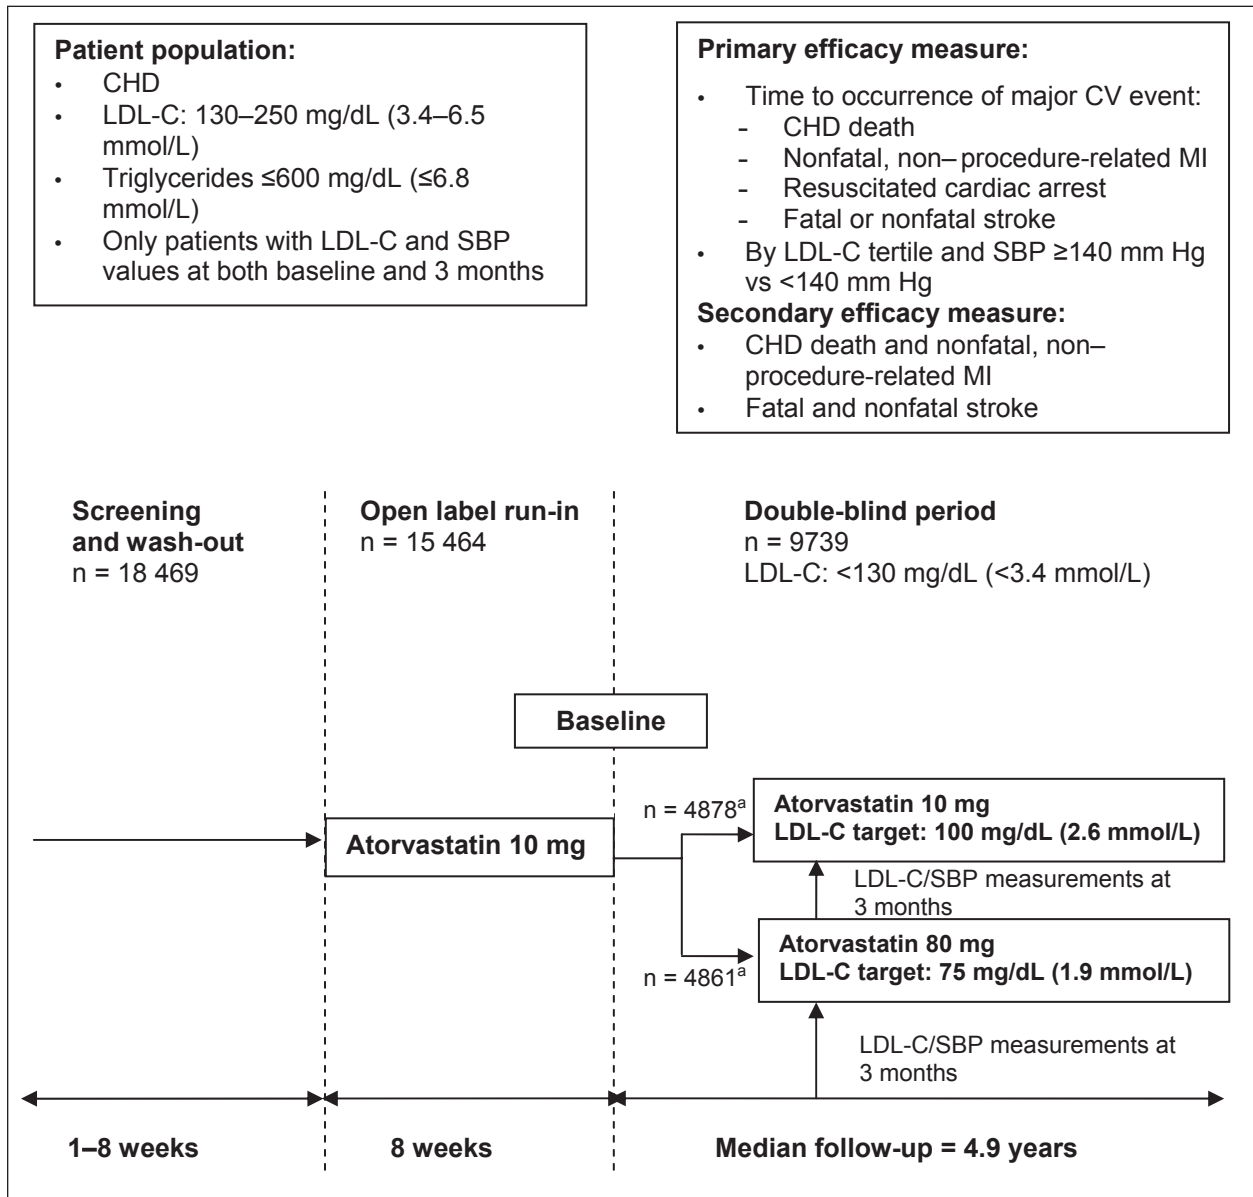 Patient population:
• CHD
• LDL-C: 130–250 mg/dL (3.4–6.5
mmol/L)
• Triglycerides ≤600 mg/dL (≤6.8
mmol/L)
• Only patients with LDL-C and SBP
values at both baseline and 3 months
Primary efficacy measure:
• Time to occurrence of major CV event:
- CHD death
- Nonfatal, non–procedure-related MI
- Resuscitated cardiac arrest
- Fatal or nonfatal stroke
• By LDL-C tertile and SBP ≥140 mm Hg
vs <140 mm Hg
Secondary efficacy measure:
• CHD death and nonfatal, non–
procedure-related MI
• Fatal and nonfatal stroke
Screening
and wash-out
n = 18 469
Open label run-in
n = 15 464
Double-blind period
n = 9739
LDL-C: <130 mg/dL (<3.4 mmol/L)
Baseline
Atorvastatin 10 mg
n = 4878ᵃ
Atorvastatin 10 mg
LDL-C target: 100 mg/dL (2.6 mmol/L)
LDL-C/SBP measurements at
3 months
n = 4861ᵃ
Atorvastatin 80 mg
LDL-C target: 75 mg/dL (1.9 mmol/L)
LDL-C/SBP measurements at
3 months
1–8 weeks
8 weeks
Median follow-up = 4.9 years